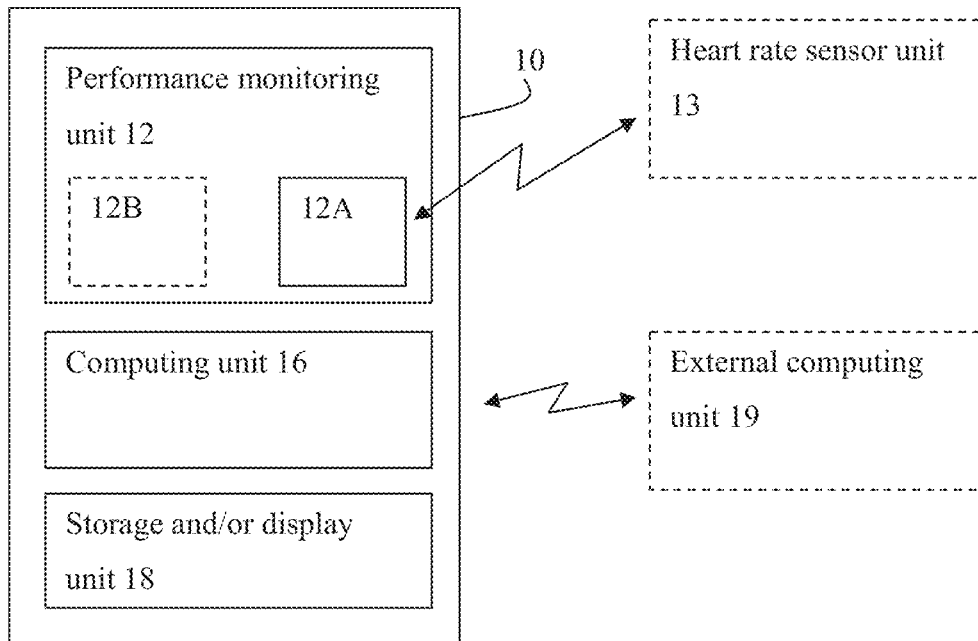 Performance monitoring
unit 12
12B
12A
10
Heart rate sensor unit
13
Computing unit 16
External computing
unit 19
Storage and/or display
unit 18